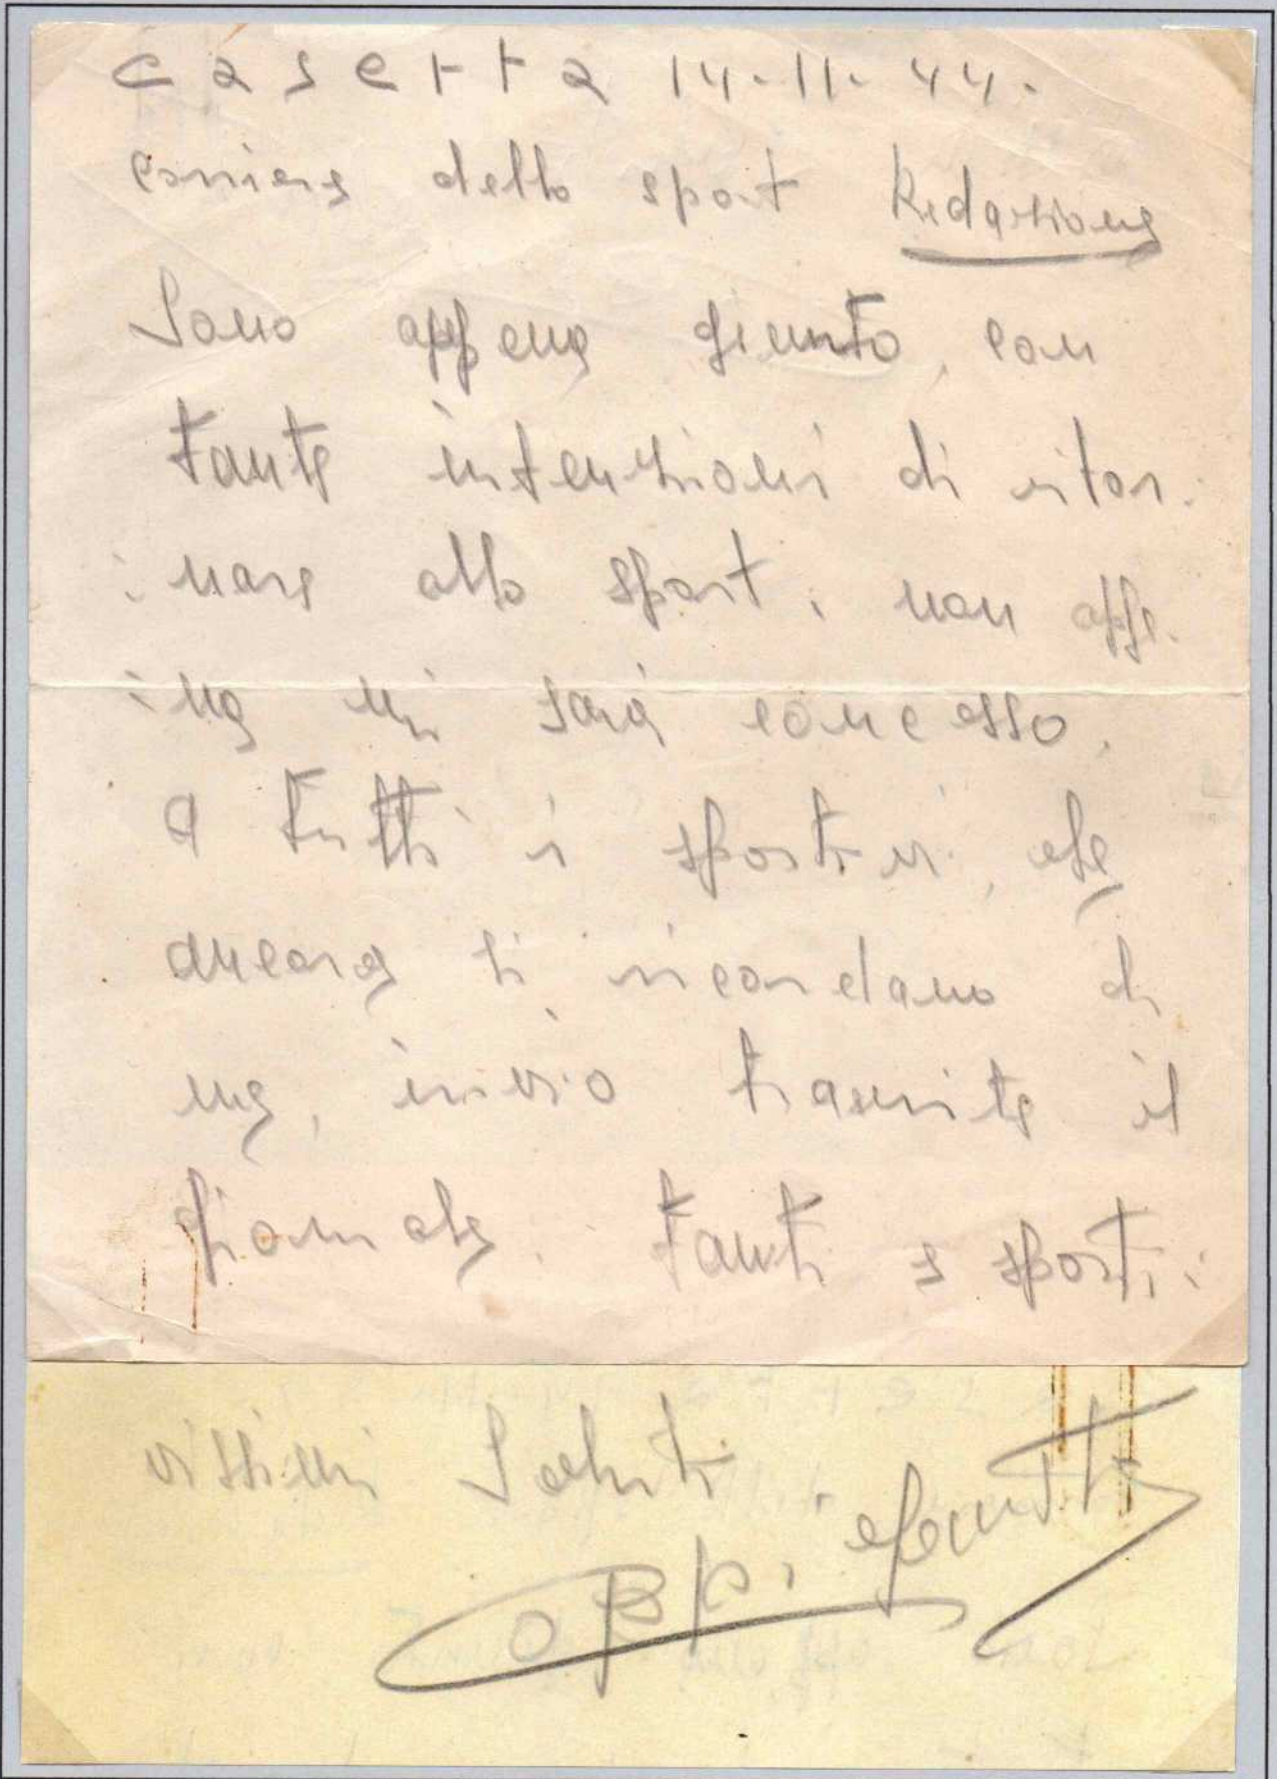 Caserta 14.11.44.
Corriere dello sport Redazione
Sono appena giunto, con
tante intenzioni di ritor:
:nare allo sport, non appe:
:na mi sarà concesso.
A tutti i sportivi, che
ancora si ricordano di
me, invio tramite il
giornale. tanti e sporti:
vissimi Saluti.